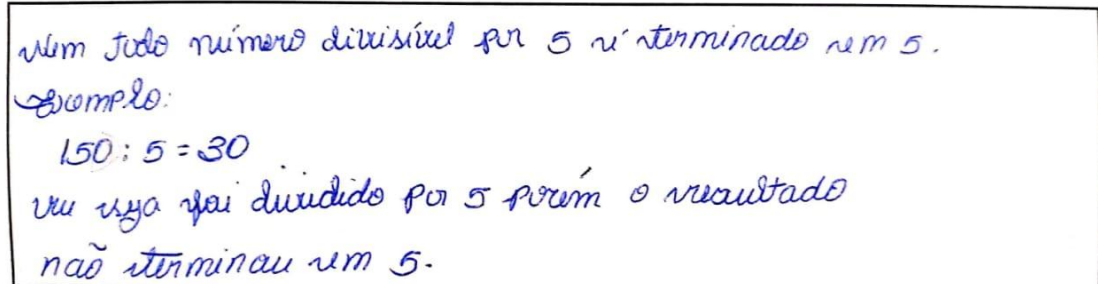 Nem todo número divisível por 5 é terminado em 5.
Exemplo:
150 : 5 = 30
ou seja foi dividido por 5 porém o resultado
não terminou em 5.